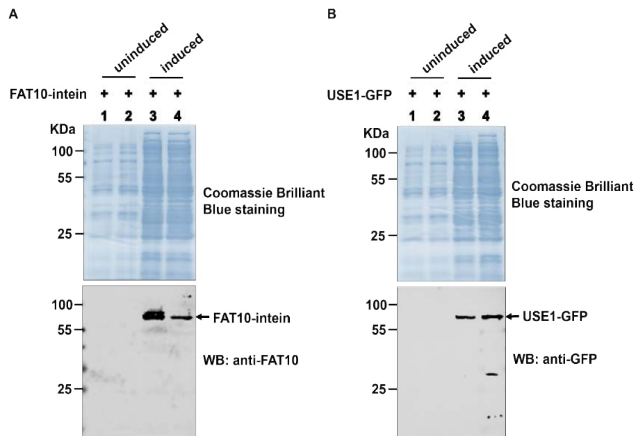 A
uninduced
induced
FAT10-intein + + + +
1 2 3 4
KDa
100
55
25
Coomassie Brilliant
Blue staining
100
55
25
FAT10-intein
WB: anti-FAT10
B
uninduced
induced
USE1-GFP + + + +
1 2 3 4
KDa
100
55
25
Coomassie Brilliant
Blue staining
100
55
25
USE1-GFP
WB: anti-GFP